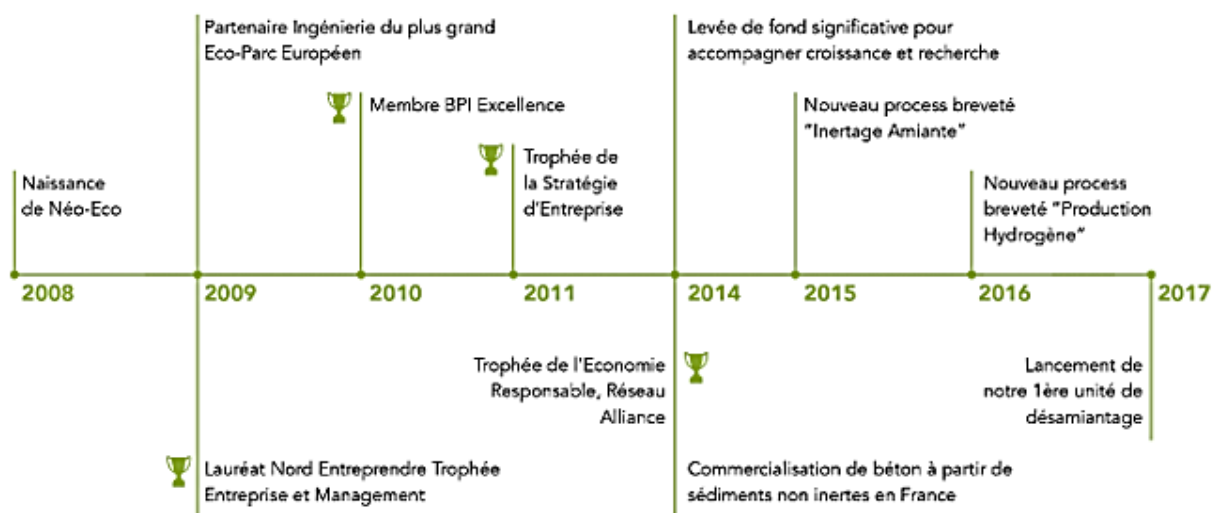 Partenaire Ingénierie du plus grand
Eco-Parc Européen
Levée de fond significative pour
accompagner croissance et recherche
Membre BPI Excellence
Nouveau process breveté
“Inertage Amiante”
Trophée de
la Stratégie
d'Entreprise
Naissance
de Néo-Eco
Nouveau process
breveté “Production
Hydrogène”
2008
2009
2010
2011
2014
2015
2016
2017
Trophée de l'Economie
Responsable, Réseau
Alliance
Lancement de
notre 1ère unité de
désamiantage
Lauréat Nord Entreprendre Trophée
Entreprise et Management
Commercialisation de béton à partir de
sédiments non inertes en France